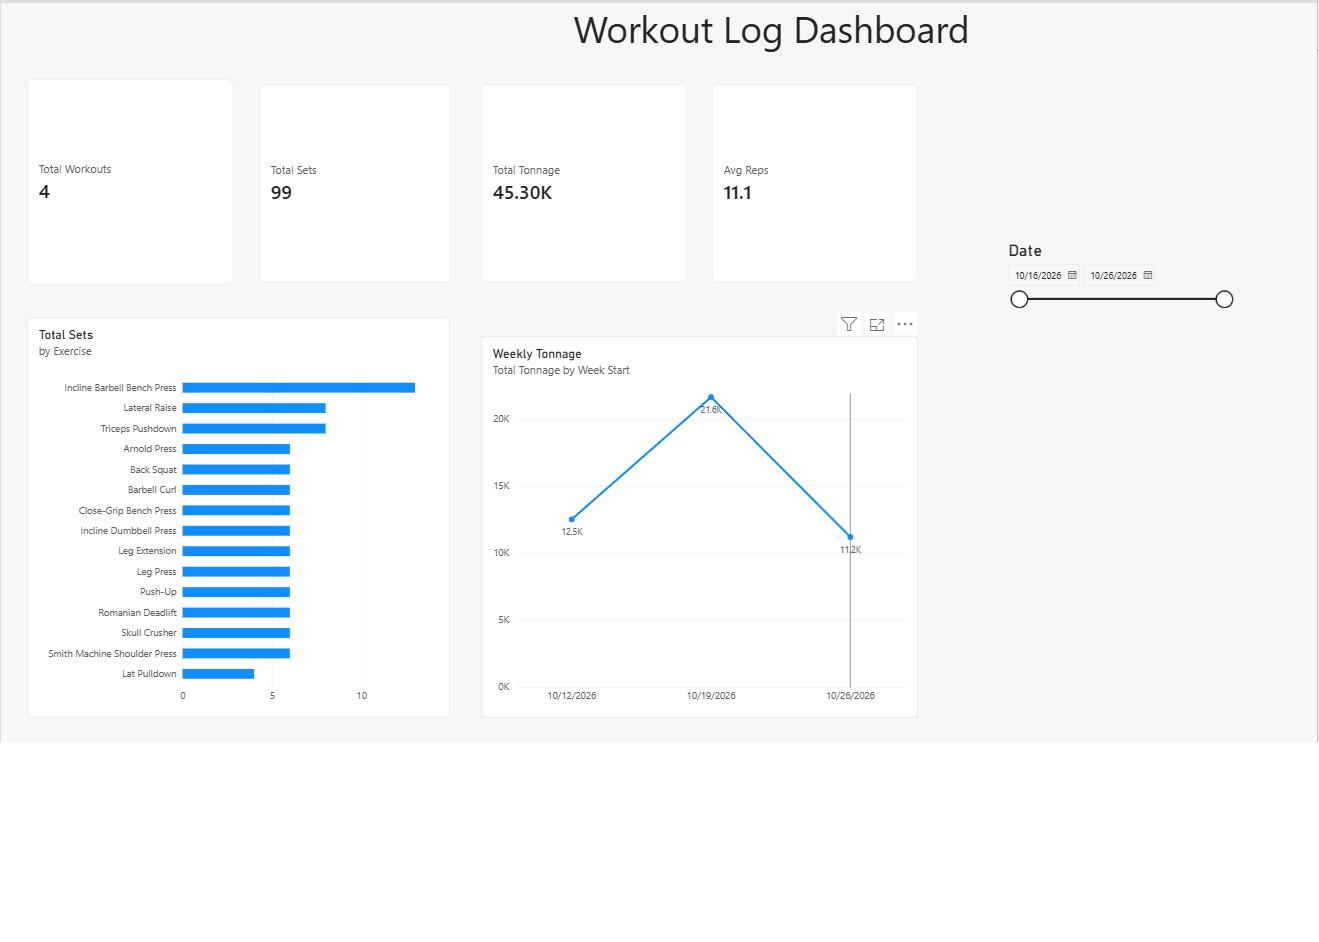 Workout Log Dashboard
Total Workouts
4
Total Sets
99
Total Tonnage
45.30K
Avg Reps
11.1
Date
10/16/2026 10/26/2026
Total Sets
by Exercise
Incline Barbell Bench Press
Lateral Raise
Triceps Pushdown
Arnold Press
Back Squat
Barbell Curl
Close-Grip Bench Press
Incline Dumbbell Press
Leg Extension
Leg Press
Push-Up
Romanian Deadlift
Skull Crusher
Smith Machine Shoulder Press
Lat Pulldown
0 5 10
Weekly Tonnage
Total Tonnage by Week Start
20K
15K
10K
5K
0K
12.5K
21.6K
11.2K
10/12/2026 10/19/2026 10/26/2026